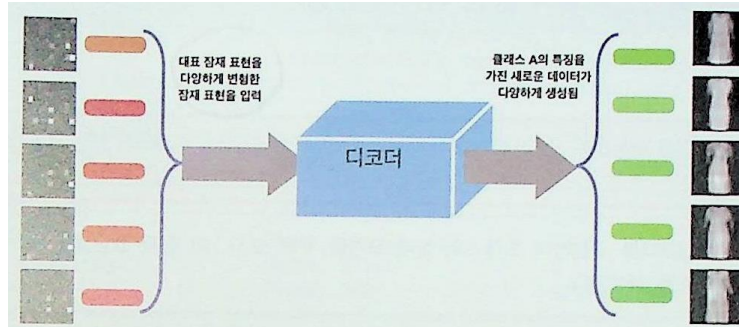 대표 잠재 표현을
다양하게 변형한
잠재 표현을 입력
디코더
클래스 A의 특징을
가진 새로운 데이터가
다양하게 생성됨